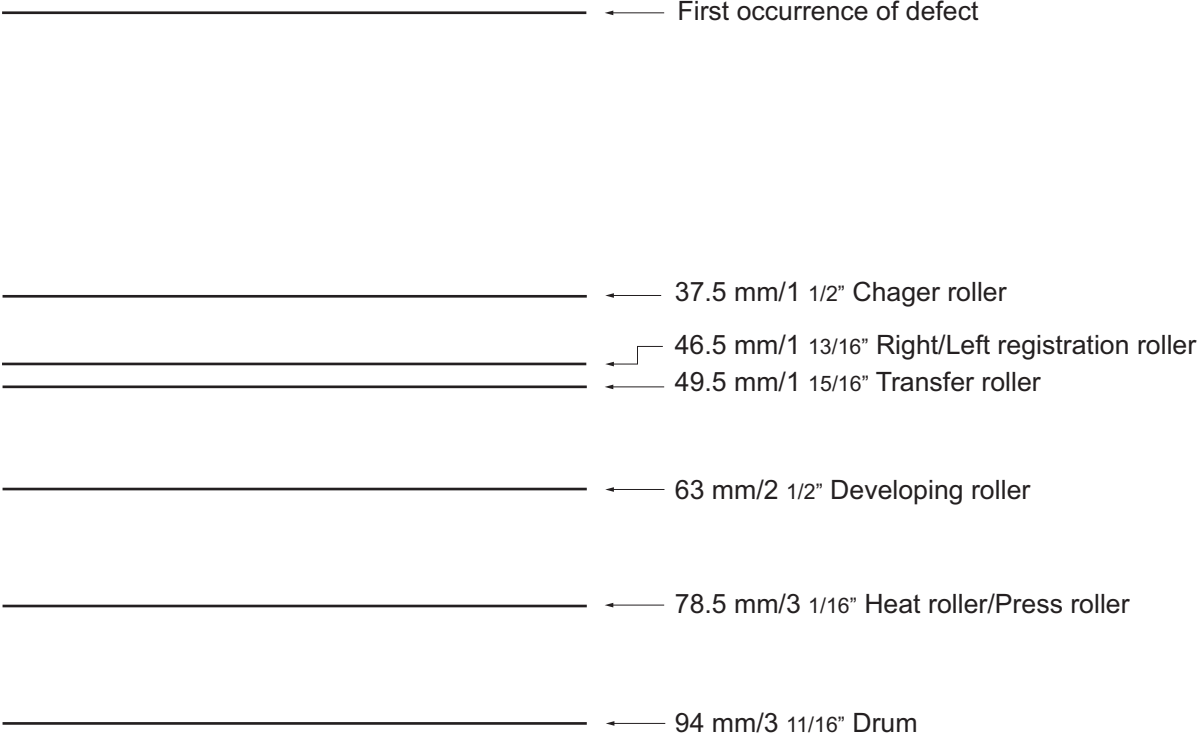 First occurrence of defect
37.5 mm/1 1/2” Chager roller
46.5 mm/1 13/16” Right/Left registration roller
49.5 mm/1 15/16” Transfer roller
63 mm/2 1/2” Developing roller
78.5 mm/3 1/16” Heat roller/Press roller
94 mm/3 11/16” Drum